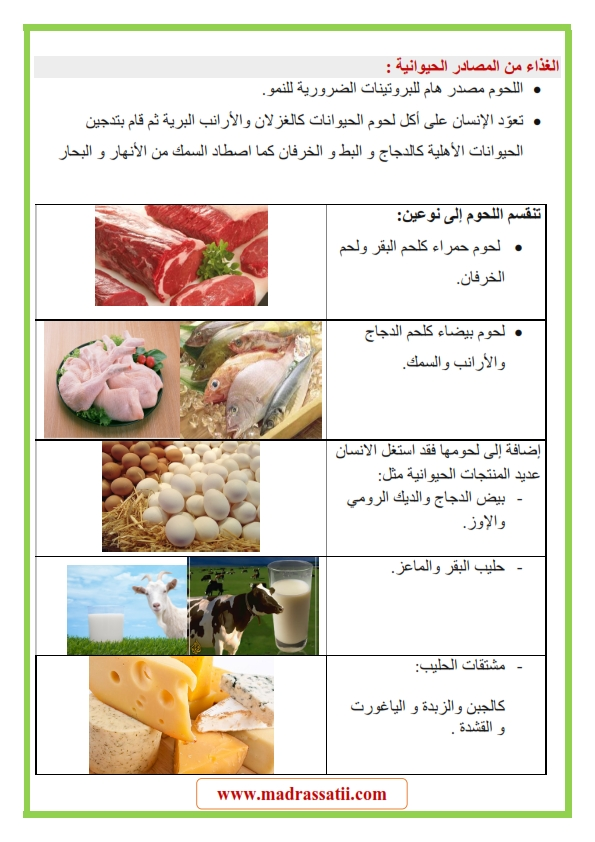 الغذاء من المصادر الحيوانية :
• اللحوم مصدر هام للبروتينات الضرورية للنمو.
• تعوّد الإنسان على أكل لحوم الحيوانات كالغزلان والأرانب البرية ثم قام بتدجين
الحيوانات الأهلية كالدجاج و البط و الخرفان كما اصطاد السمك من الأنهار و البحار
تنقسم اللحوم إلى نوعين:
• لحوم حمراء كلحم البقر ولحم
الخرفان.
• لحوم بيضاء كلحم الدجاج
والأرانب والسمك.
إضافة إلى لحومها فقد استغل الانسان
عديد المنتجات الحيوانية مثل:
- بيض الدجاج والديك الرومي
والإوز.
- حليب البقر والماعز.
- مشتقات الحليب:
كالجبن والزبدة و الياغورت
و القشدة .
www.madrassatii.com